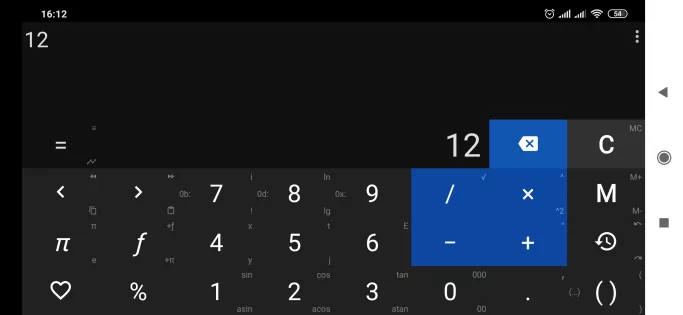 16:12 54
12
MC
= = 12 C
i ln √ ^ M+
< > 0b: 7 0d: 8 0x: 9 / × M
! lg ^2 M-
π +ƒ x t E "
π ƒ 4 5 6 − +
e +π y j
sin cos tan 000 , (
♡ % 1 2 3 0 . (...) ( )
asin acos atan 00 )